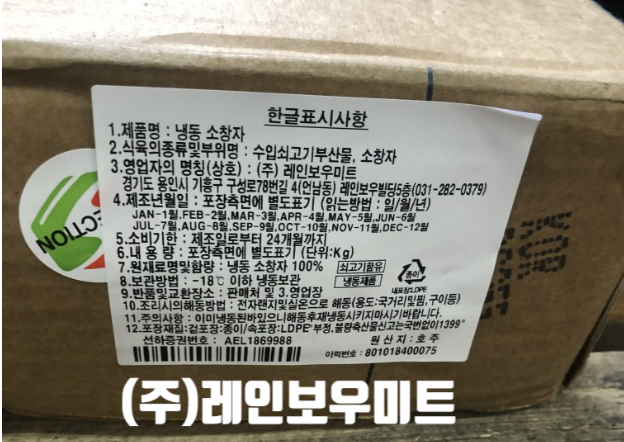 한글표시사항
1.제품명 : 냉동 소창자
2.식육의종류및부위명 : 수입쇠고기부산물, 소창자
3.영업자의 명칭(상호) : (주) 레인보우미트
경기도 용인시 기흥구 구성로78번길 4(언남동) 레인보우빌딩5층(031-282-0379)
4.제조년월일 : 포장측면에 별도표기 (읽는방법 : 일/월/년)
JAN-1월,FEB-2월,MAR-3월,APR-4월,MAY-5월,JUN-6월
JUL-7월,AUG-8월,SEP-9월,OCT-10월,NOV-11월,DEC-12월
5.소비기한 : 제조일로부터 24개월까지
6.내 용 량 : 포장측면에 별도표기 (단위:Kg)
7.원재료명및함량 : 냉동 소창자 100% 쇠고기함유
8.보관방법 : -18℃ 이하 냉동보관 냉동제품
종이
내포장LDPE
9.반품및교환장소 : 판매처 및 3.영업장
10.조리시의해동방법 : 전자랜지및실온으로 해동(용도:국거리및찜,구이등)
11.주의사항 : 이미냉동된바있으니해동후재냉동시키지마시기바랍니다.
12.포장재질:겉포장:종이/속포장:LDPE"부정,불량축산물신고는국번없이1399"
선하증권번호 : AEL1869988 원산지 : 호주
이력번호 : 801018400075
ECTION
(주)레인보우미트